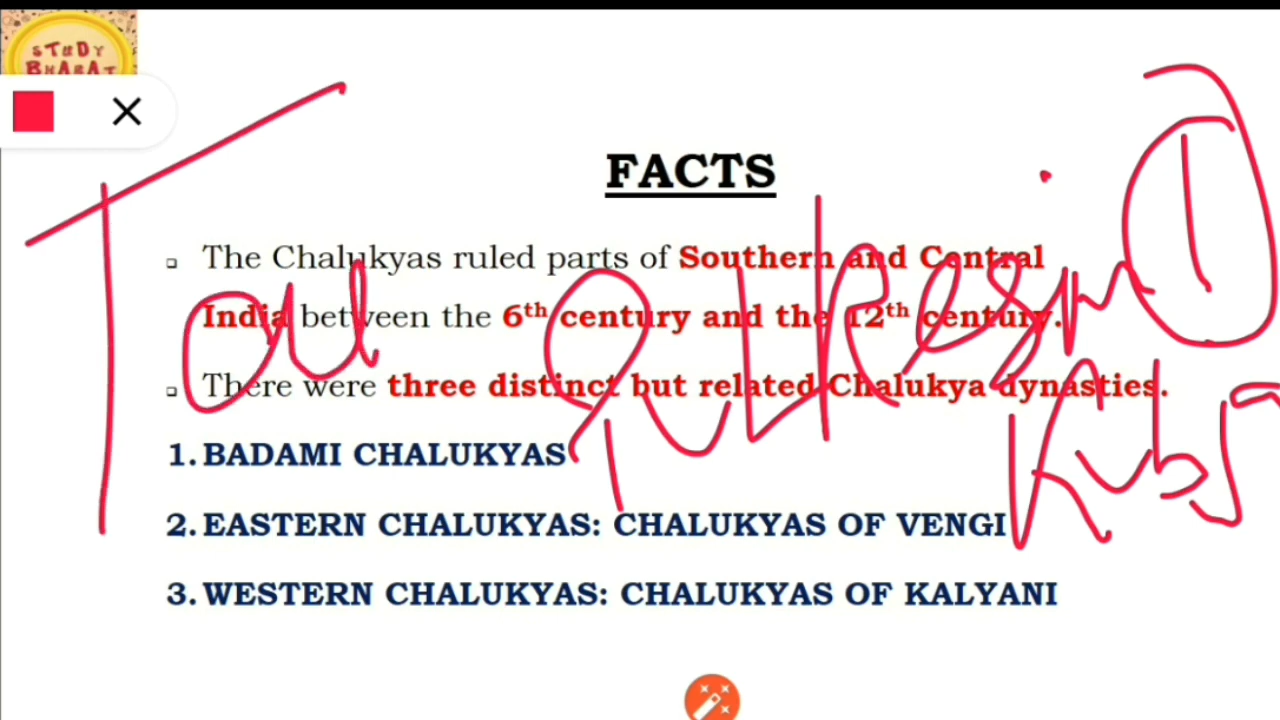 STUDY
BHARAT
FACTS
The Chalukyas ruled parts of Southern and Central
India between the 6th century and the 12th century.
There were three distinct but related Chalukya dynasties.
1. BADAMI CHALUKYAS
2. EASTERN CHALUKYAS: CHALUKYAS OF VENGI
3. WESTERN CHALUKYAS: CHALUKYAS OF KALYANI
Pulkesin 1